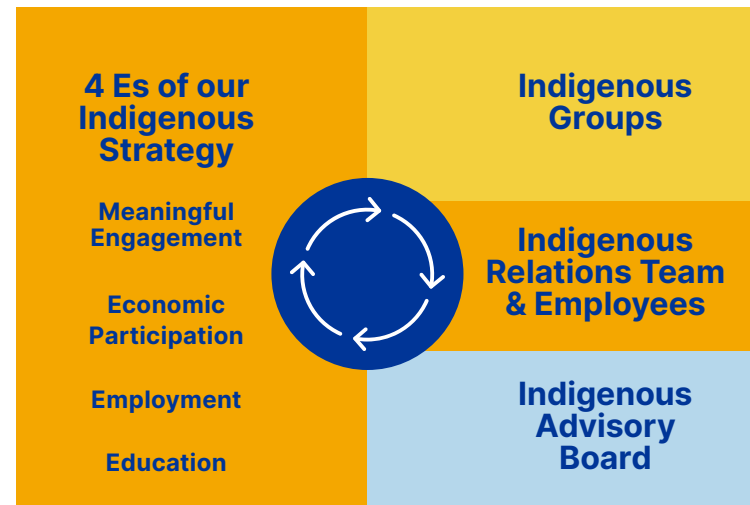 4 Es of our
Indigenous
Strategy
Meaningful
Engagement
Economic
Participation
Employment
Education
Indigenous
Groups
Indigenous
Relations Team
& Employees
Indigenous
Advisory
Board